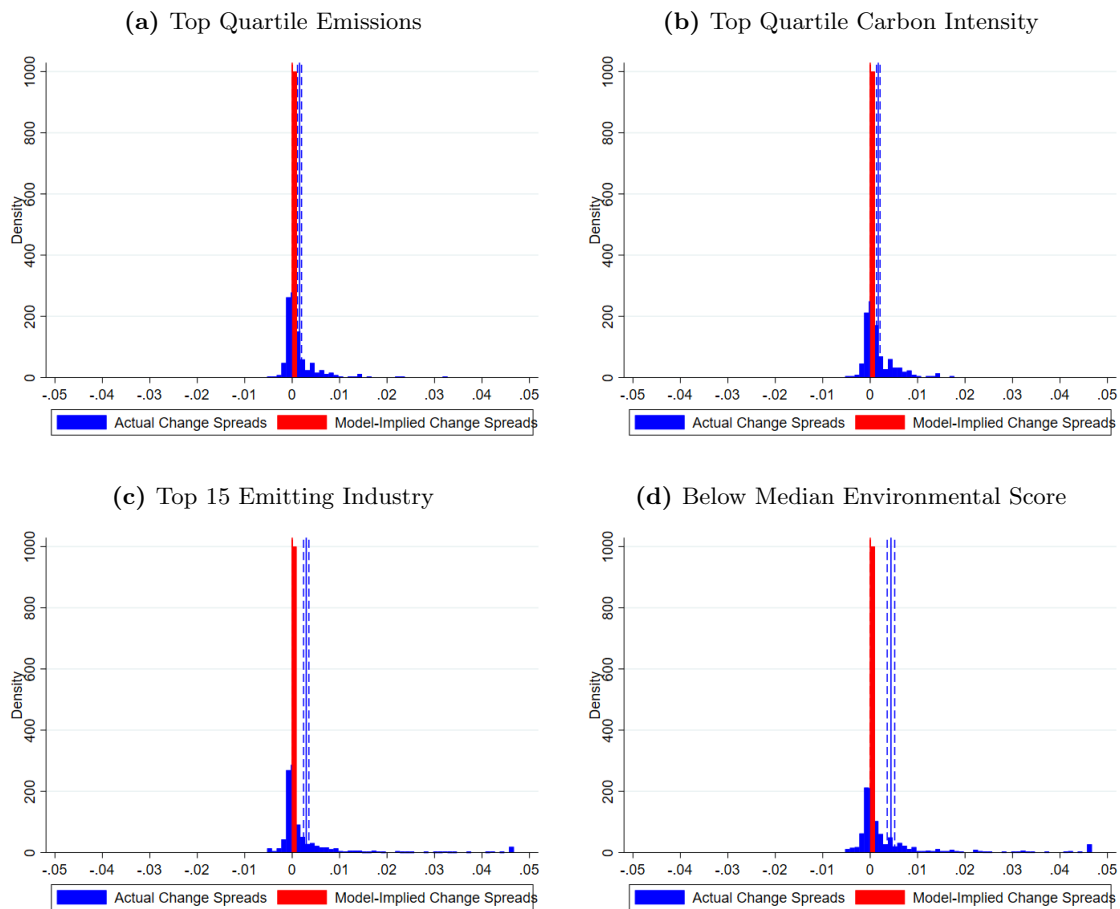 (a) Top Quartile Emissions
(b) Top Quartile Carbon Intensity
Density
0 200 400 600 800 1000
-.05 -.04 -.03 -.02 -.01 0 .01 .02 .03 .04 .05
Actual Change Spreads Model-Implied Change Spreads
Density
0 200 400 600 800 1000
-.05 -.04 -.03 -.02 -.01 0 .01 .02 .03 .04 .05
Actual Change Spreads Model-Implied Change Spreads
(c) Top 15 Emitting Industry
(d) Below Median Environmental Score
Density
0 200 400 600 800 1000
-.05 -.04 -.03 -.02 -.01 0 .01 .02 .03 .04 .05
Actual Change Spreads Model-Implied Change Spreads
Density
0 200 400 600 800 1000
-.05 -.04 -.03 -.02 -.01 0 .01 .02 .03 .04 .05
Actual Change Spreads Model-Implied Change Spreads